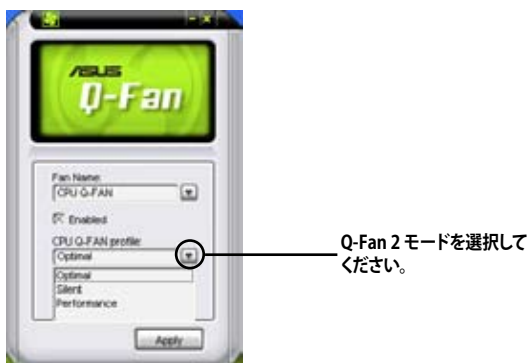 ASUS
Q-Fan
Fan Name:
CPU Q-FAN
Enabled
CPU Q-FAN profile:
Optimal
Optimal
Silent
Performance
Apply
Q-Fan 2 モードを選択して
ください。